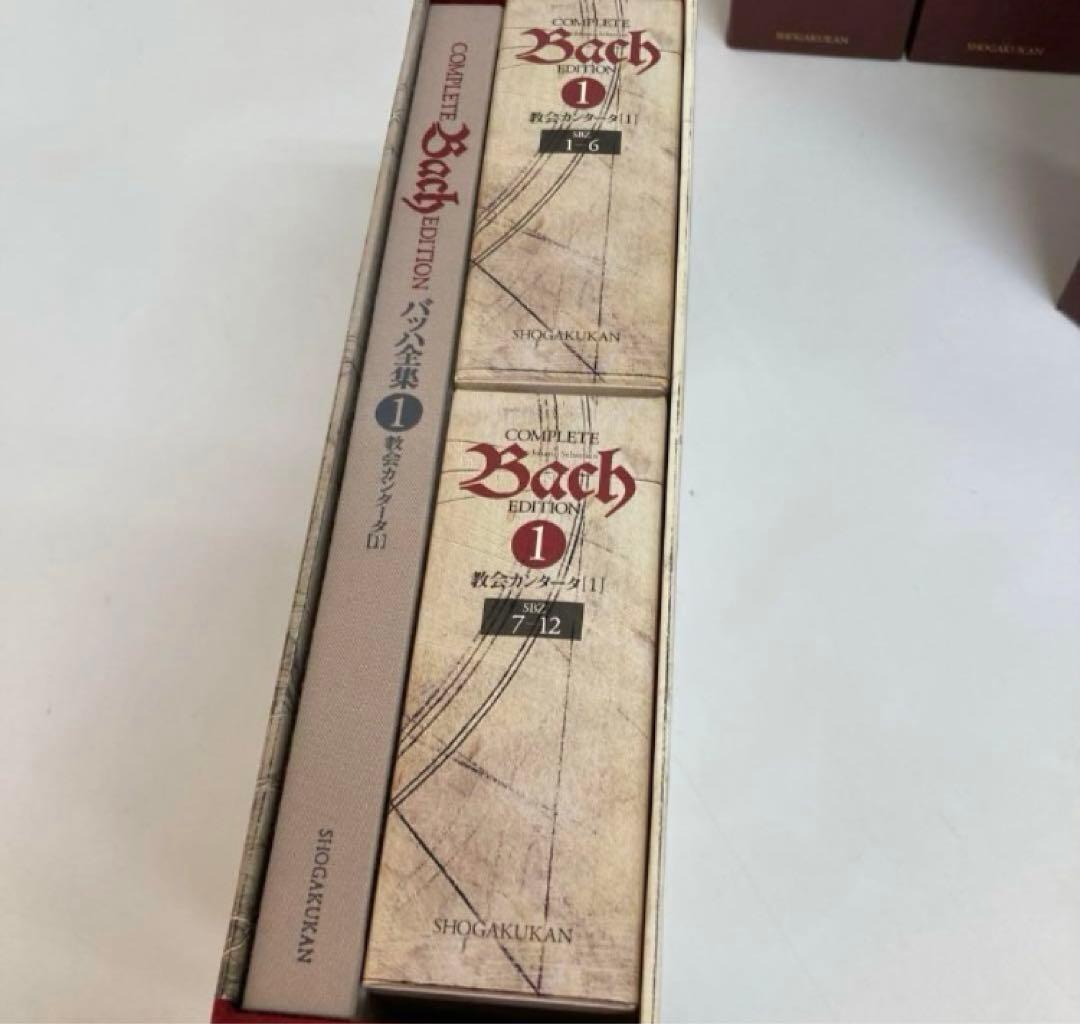 COMPLETE
Bach
EDITION
バッハ全集
1
教会カンタータ[1]
SHOGAKUKAN
COMPLETE
Bach
EDITION
1
教会カンタータ[1]
SBZ
1–6
SHOGAKUKAN
COMPLETE
Bach
EDITION
1
教会カンタータ[1]
SBZ
7–12
SHOGAKUKAN
SHOGAKUKAN
SHOGAKUKAN